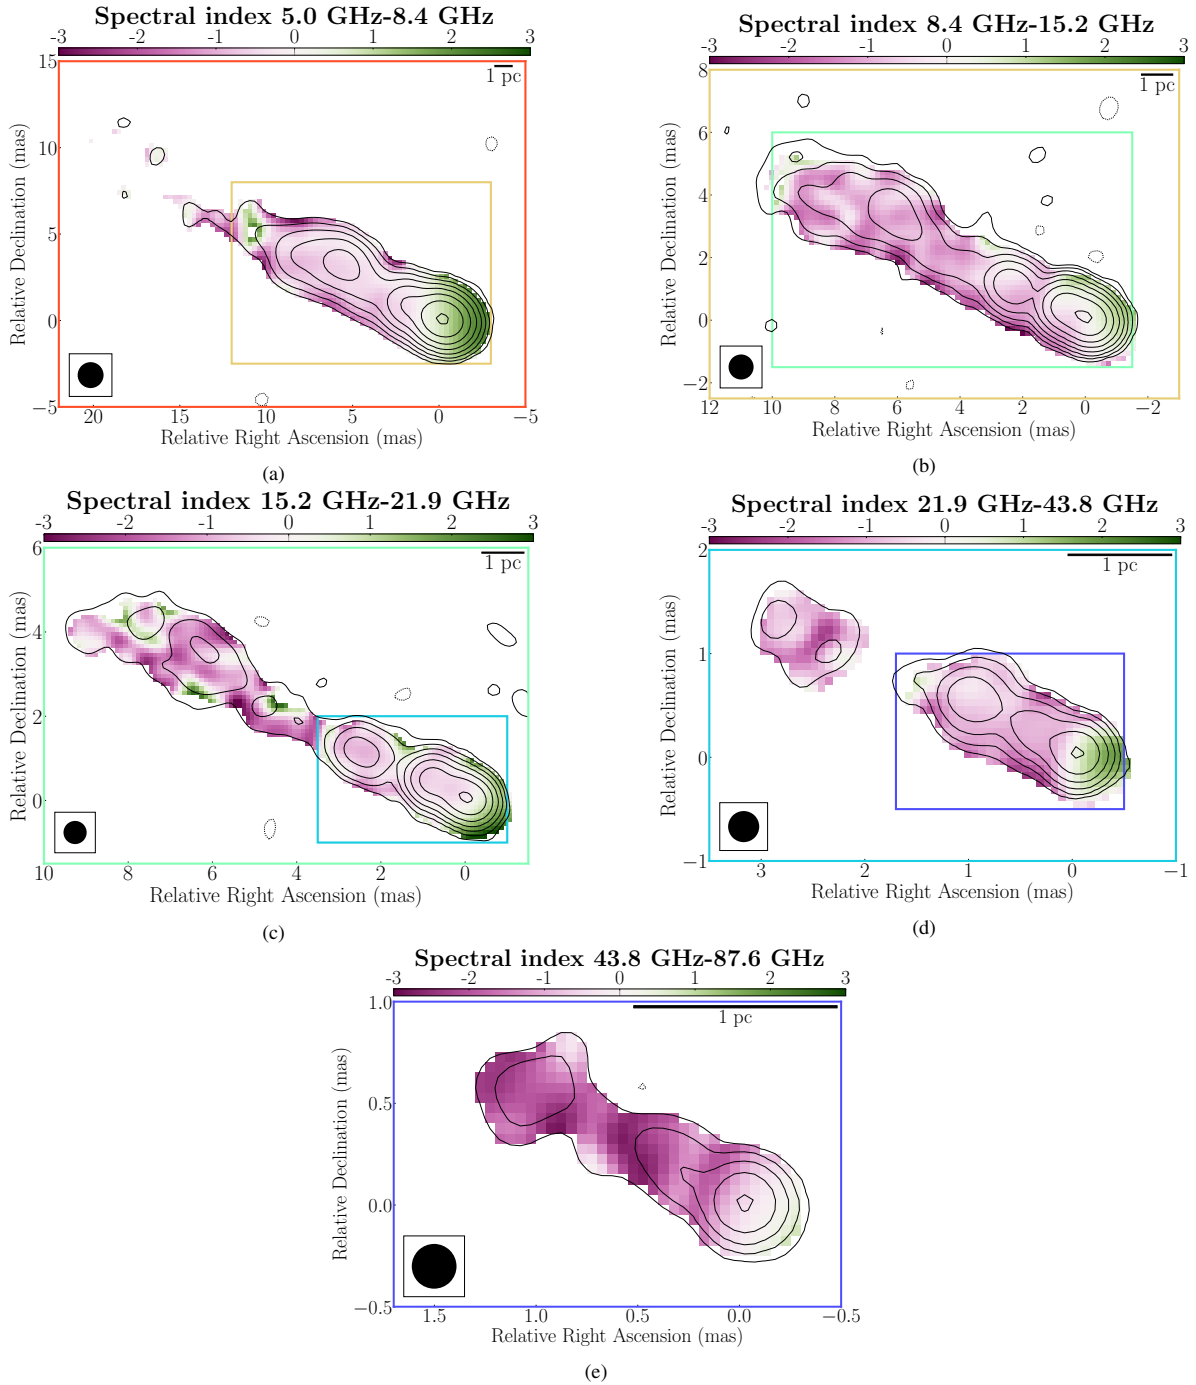 Spectral index 5.0 GHz-8.4 GHz
-3 -2 -1 0 1 2 3
15
10
5
0
−5
1 pc
20 15 10 5 0 −5
Relative Declination (mas)
Relative Right Ascension (mas)
(a)
Spectral index 8.4 GHz-15.2 GHz
-3 -2 -1 0 1 2 3
8
6
4
2
0
−2
1 pc
12 10 8 6 4 2 0 −2
Relative Declination (mas)
Relative Right Ascension (mas)
(b)
Spectral index 15.2 GHz-21.9 GHz
-3 -2 -1 0 1 2 3
6
4
2
0
1 pc
10 8 6 4 2 0
Relative Declination (mas)
Relative Right Ascension (mas)
(c)
Spectral index 21.9 GHz-43.8 GHz
-3 -2 -1 0 1 2 3
2
1
0
−1
1 pc
3 2 1 0 −1
Relative Declination (mas)
Relative Right Ascension (mas)
(d)
Spectral index 43.8 GHz-87.6 GHz
-3 -2 -1 0 1 2 3
1.0
0.5
0.0
−0.5
1 pc
1.5 1.0 0.5 0.0 −0.5
Relative Declination (mas)
Relative Right Ascension (mas)
(e)